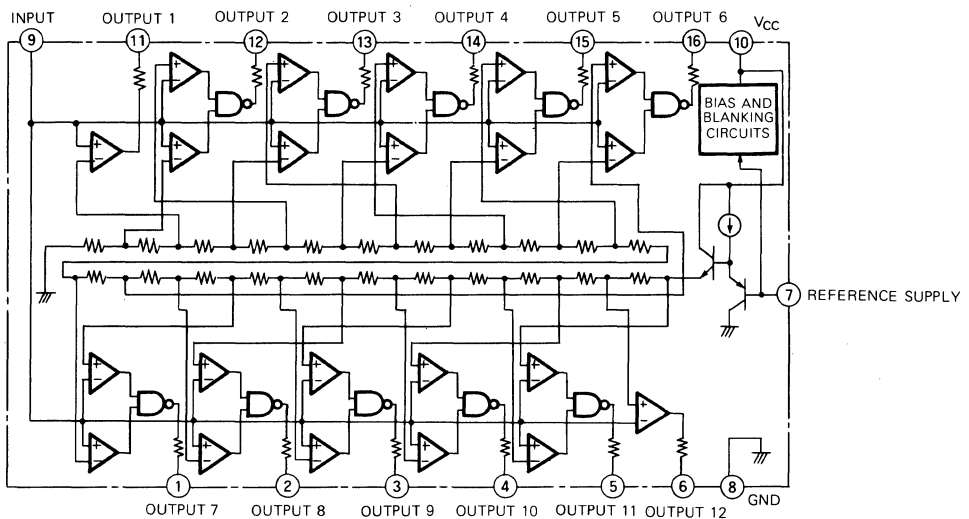 INPUT OUTPUT 1 OUTPUT 2 OUTPUT 3 OUTPUT 4 OUTPUT 5 OUTPUT 6 VCC
9 11 12 13 14 15 16 10
BIAS AND
BLANKING
CIRCUITS
7 REFERENCE SUPPLY
1 2 3 4 5 6 8
GND
OUTPUT 7 OUTPUT 8 OUTPUT 9 OUTPUT 10 OUTPUT 11 OUTPUT 12